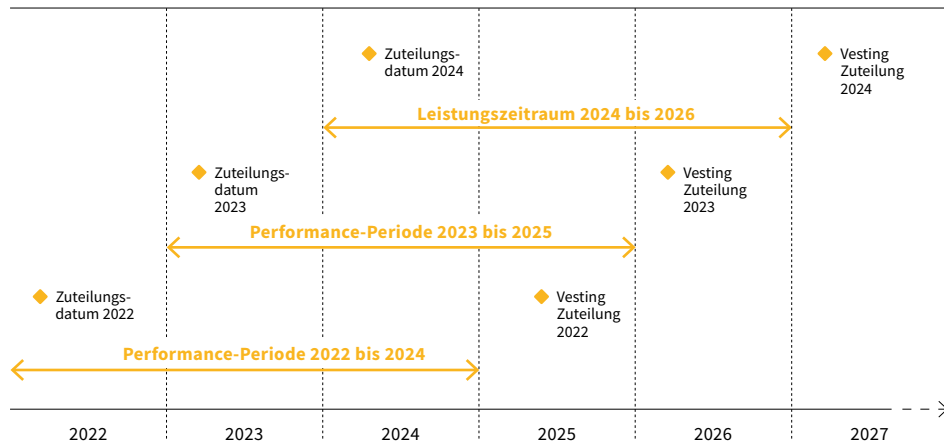 Zuteilungs-
datum 2024
Vesting
Zuteilung
2024
Leistungszeitraum 2024 bis 2026
Zuteilungs-
datum
2023
Vesting
Zuteilung
2023
Performance-Periode 2023 bis 2025
Zuteilungs-
datum 2022
Vesting
Zuteilung
2022
Performance-Periode 2022 bis 2024
2022 2023 2024 2025 2026 2027